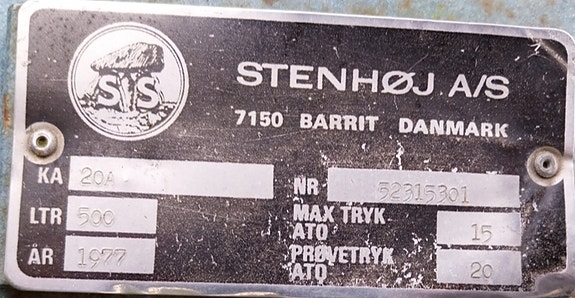 SIS
STENHØJ A/S
7150 BARRIT DANMARK
KA 20A
NR 52315301
LTR 500
MAX TRYK ATO 15
ÅR 1977
PRØVETRYK ATO 20